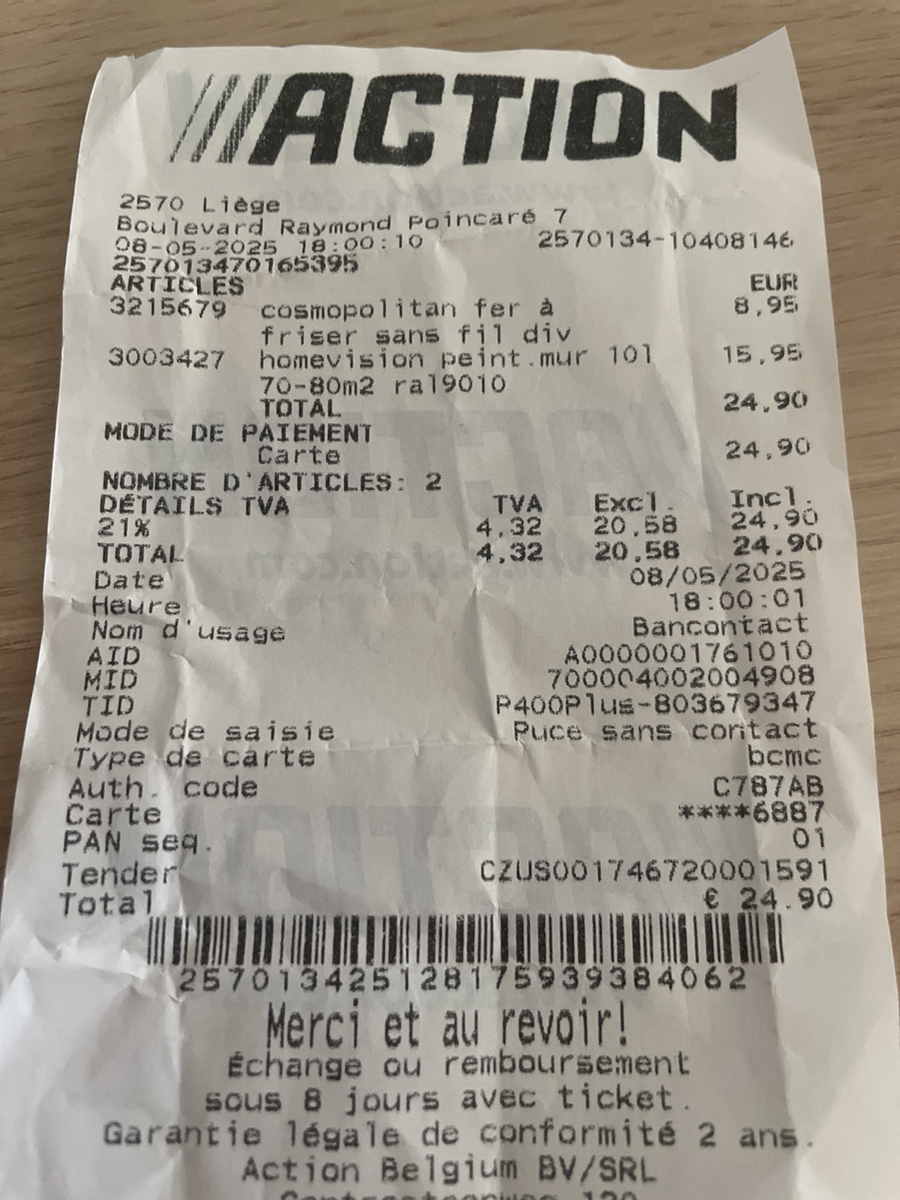 ACTION
2570 Liège
Boulevard Raymond Poincaré 7
08-05-2025 18:00:10 2570134-10408146
257013470165395
ARTICLES EUR
3215679 cosmopolitan fer à 8,95
friser sans fil div
3003427 homevision peint.mur 10l 15,95
70-80m2 ral9010
TOTAL 24,90
MODE DE PAIEMENT
Carte 24,90
NOMBRE D'ARTICLES: 2
DÉTAILS TVA TVA Excl. Incl.
21% 4,32 20,58 24,90
TOTAL 4,32 20,58 24,90
Date 08/05/2025
Heure 18:00:01
Nom d'usage Bancontact
AID A0000001761010
MID 700004002004908
TID P400Plus-803679347
Mode de saisie Puce sans contact
Type de carte bcmc
Auth. code C787AB
Carte ****6887
PAN seq. 01
Tender CZUS001746720001591
Total € 24.90
257013425128175939384062
Merci et au revoir!
Échange ou remboursement
sous 8 jours avec ticket.
Garantie légale de conformité 2 ans.
Action Belgium BV/SRL